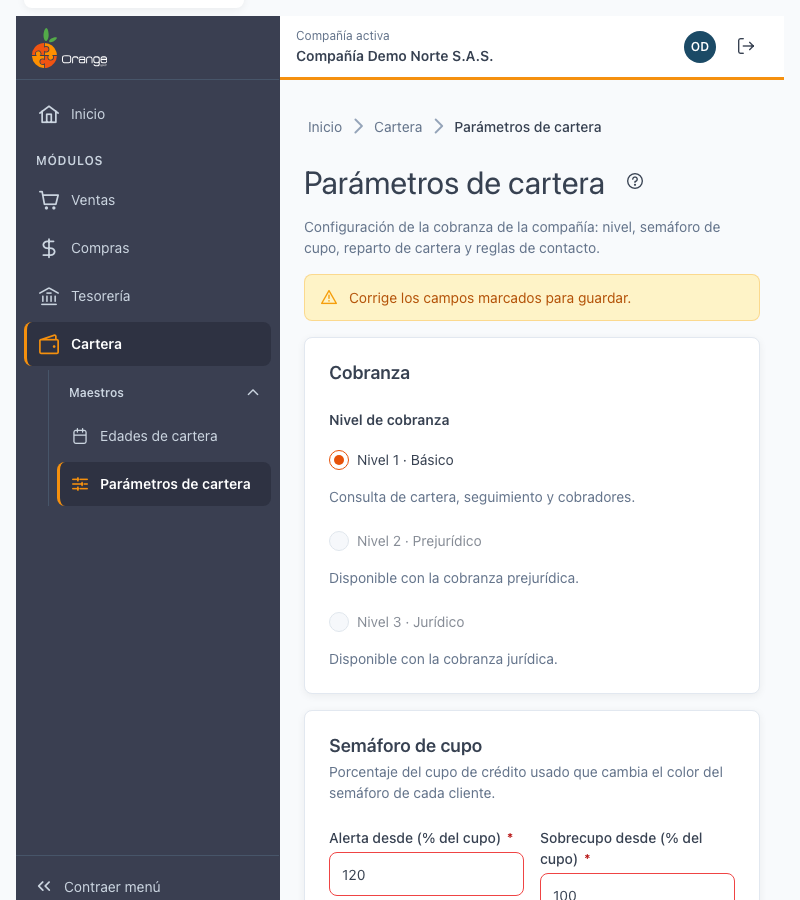 Orange
Compañía activa
Compañía Demo Norte S.A.S.
OD
Inicio
MÓDULOS
Ventas
Compras
Tesorería
Cartera
Maestros
Edades de cartera
Parámetros de cartera
Contraer menú
Inicio
Cartera
Parámetros de cartera
Parámetros de cartera
Configuración de la cobranza de la compañía: nivel, semáforo de
cupo, reparto de cartera y reglas de contacto.
Corrige los campos marcados para guardar.
Cobranza
Nivel de cobranza
Nivel 1 · Básico
Consulta de cartera, seguimiento y cobradores.
Nivel 2 · Prejurídico
Disponible con la cobranza prejurídica.
Nivel 3 · Jurídico
Disponible con la cobranza jurídica.
Semáforo de cupo
Porcentaje del cupo de crédito usado que cambia el color del
semáforo de cada cliente.
Alerta desde (% del cupo) *
120
Sobrecupo desde (% del
cupo) *
100